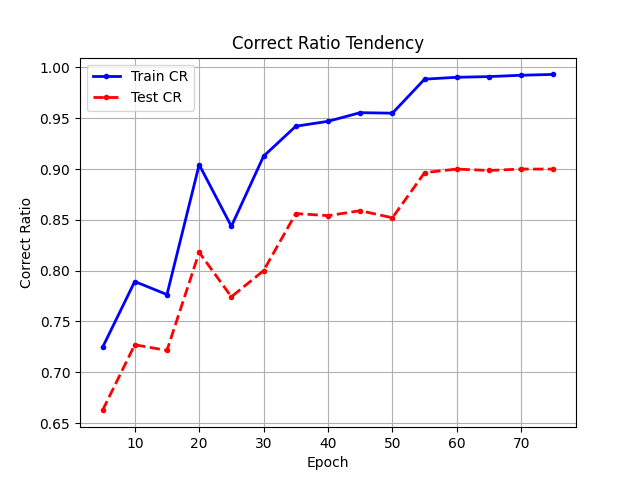 Correct Ratio Tendency
Train CR
Test CR
Correct Ratio
1.00
0.95
0.90
0.85
0.80
0.75
0.70
0.65
10 20 30 40 50 60 70
Epoch